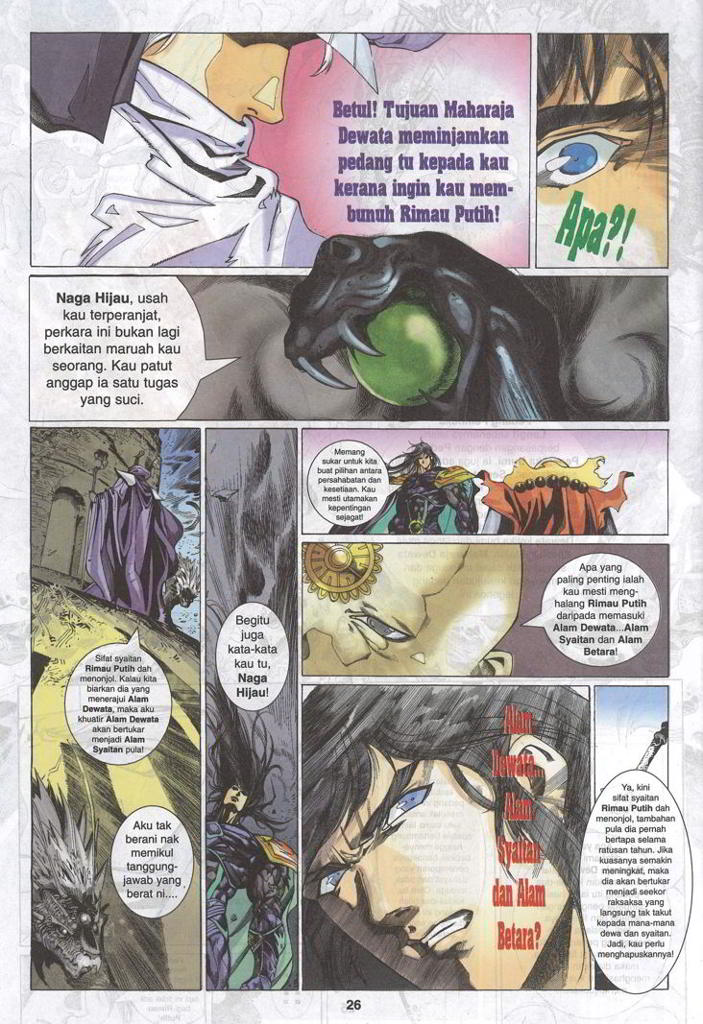 Betul! Tujuan Maharaja
Dewata meminjamkan
pedang tu kepada kau
kerana ingin kau mem-
bunuh Rimau Putih!
Apa?!
Naga Hijau, usah
kau terperanjat,
perkara ini bukan lagi
berkaitan maruah kau
seorang. Kau patut
anggap ia satu tugas
yang suci.
Sifat syaitan
Rimau Putih dah
menonjol. Kalau kita
biarkan dia yang
menerajui Alam
Dewata, maka aku
khuatir Alam Dewata
akan bertukar
menjadi Alam
Syaitan pula!
Aku tak
berani nak
memikul
tanggung-
jawab yang
berat ni....
Begitu
juga
kata-kata
kau tu,
Naga
Hijau!
Memang
sukar untuk kita
buat pilihan antara
persahabatan dan
kesetiaan. Kau
mesti utamakan
kepentingan
sejagat!
Apa yang
paling penting ialah
kau mesti meng-
halang Rimau Putih
daripada memasuki
Alam Dewata...Alam
Syaitan dan Alam
Betara!
Alam
Dewata...
Alam
Syaitan
dan Alam
Betara?
Ya, kini
sifat syaitan
Rimau Putih dah
menonjol, tambahan
pula dia pernah
bertapa selama
ratusan tahun. Jika
kuasanya semakin
meningkat,
maka dia akan bertukar
menjadi seekor
raksasa yang
langsung tak takut
kepada mana-mana
dewa dan syaitan.
Jadi, kau perlu
menghapuskannya!
26